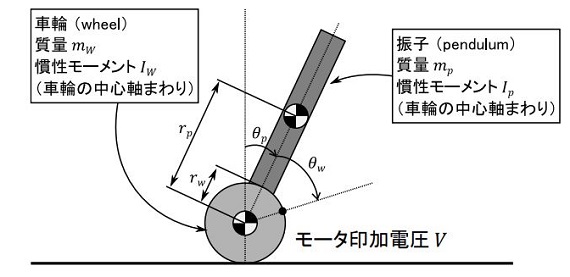 車輪（wheel）
質量 m_W
慣性モーメント I_W
（車輪の中心軸まわり）
振子（pendulum）
質量 m_p
慣性モーメント I_p
（車輪の中心軸まわり）
r_p
θ_p
θ_w
r_w
モータ印加電圧 V